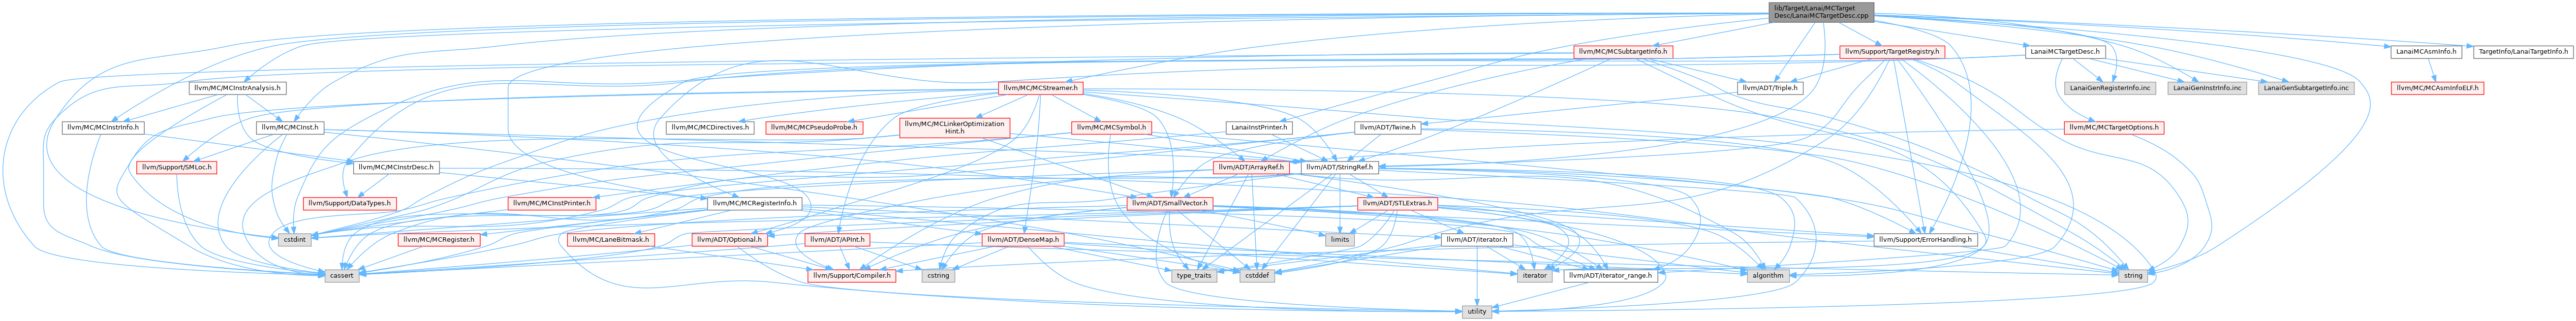 lib/Target/Lanai/MCTarget
Desc/LanaiMCTargetDesc.cpp
llvm/MC/MCSubtargetInfo.h
llvm/Support/TargetRegistry.h
LanaiMCTargetDesc.h
LanaiMCAsmInfo.h
TargetInfo/LanaiTargetInfo.h
llvm/MC/MCInstrAnalysis.h
llvm/MC/MCStreamer.h
llvm/ADT/Triple.h
LanaiGenRegisterInfo.inc
LanaiGenInstrInfo.inc
LanaiGenSubtargetInfo.inc
llvm/MC/MCAsmInfoELF.h
llvm/MC/MCInstrInfo.h
llvm/MC/MCInst.h
llvm/MC/MCDirectives.h
llvm/MC/MCPseudoProbe.h
llvm/MC/MCLinkerOptimization
Hint.h
llvm/MC/MCSymbol.h
LanaiInstPrinter.h
llvm/ADT/Twine.h
llvm/MC/MCTargetOptions.h
llvm/Support/SMLoc.h
llvm/MC/MCInstrDesc.h
llvm/ADT/ArrayRef.h
llvm/ADT/StringRef.h
llvm/Support/DataTypes.h
llvm/MC/MCInstPrinter.h
llvm/MC/MCRegisterInfo.h
llvm/ADT/SmallVector.h
llvm/ADT/STLExtras.h
cstdint
llvm/MC/MCRegister.h
llvm/MC/LaneBitmask.h
llvm/ADT/Optional.h
llvm/ADT/APInt.h
llvm/ADT/DenseMap.h
limits
llvm/ADT/iterator.h
llvm/Support/ErrorHandling.h
cassert
llvm/Support/Compiler.h
cstring
type_traits
cstddef
iterator
llvm/ADT/iterator_range.h
algorithm
string
utility